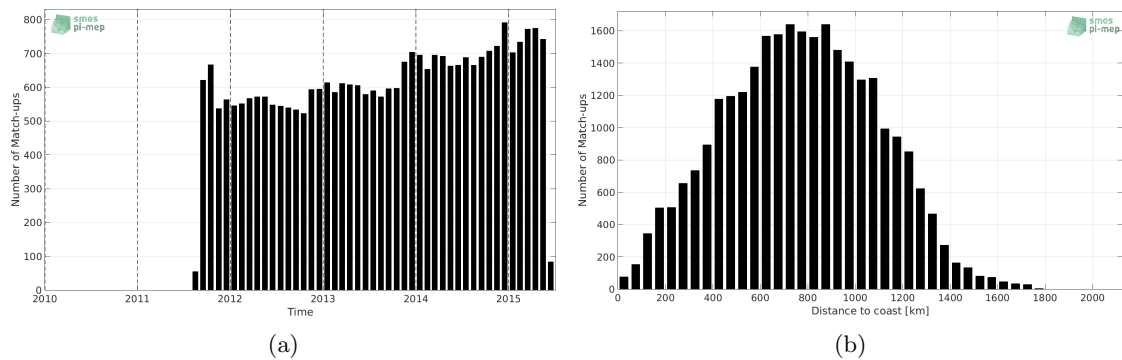 smos
pi-mep
800
700
600
500
400
300
200
100
0
Number of Match-ups
2010 2011 2012 2013 2014 2015
Time
(a)
smos
pi-mep
1600
1400
1200
1000
800
600
400
200
0
Number of Match-ups
0 200 400 600 800 1000 1200 1400 1600 1800 2000
Distance to coast [km]
(b)